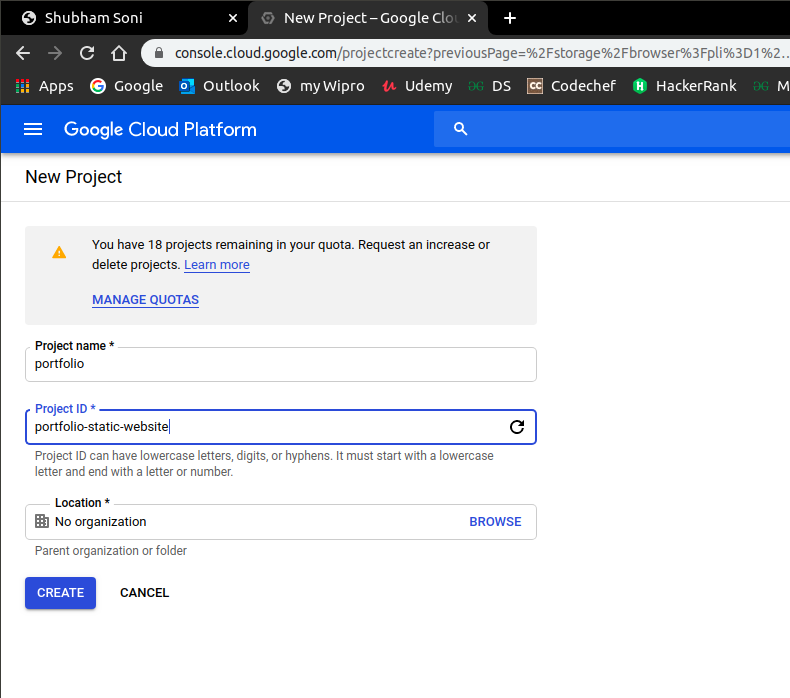 Shubham Soni
New Project – Google Clou
console.cloud.google.com/projectcreate?previousPage=%2Fstorage%2Fbrowser%3Fpli%3D1%2...
Apps Google Outlook my Wipro Udemy DS Codechef HackerRank M
Google Cloud Platform
New Project
You have 18 projects remaining in your quota. Request an increase or
delete projects. Learn more
MANAGE QUOTAS
Project name *
portfolio
Project ID *
portfolio-static-website
Project ID can have lowercase letters, digits, or hyphens. It must start with a lowercase
letter and end with a letter or number.
Location *
No organization BROWSE
Parent organization or folder
CREATE CANCEL